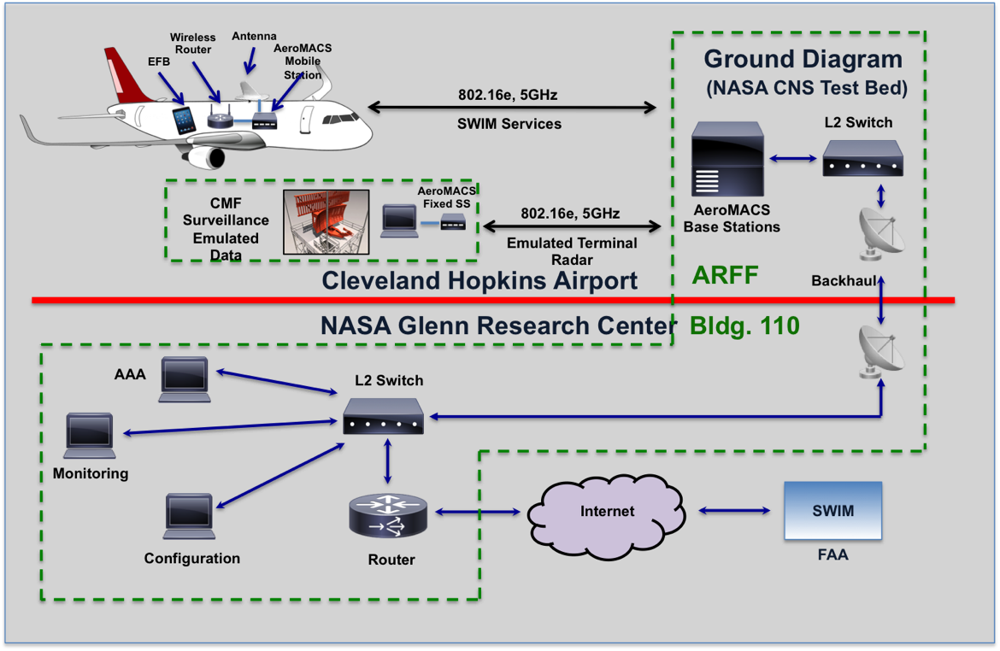 Wireless
Router
Antenna
EFB
AeroMACS
Mobile
Station
802.16e, 5GHz
SWIM Services
Ground Diagram
(NASA CNS Test Bed)
L2 Switch
AeroMACS
Base Stations
CMF
Surveillance
Emulated
Data
AeroMACS
Fixed SS
802.16e, 5GHz
Emulated Terminal
Radar
Cleveland Hopkins Airport
ARFF
Backhaul
NASA Glenn Research Center
Bldg. 110
AAA
L2 Switch
Monitoring
Configuration
Router
Internet
SWIM
FAA